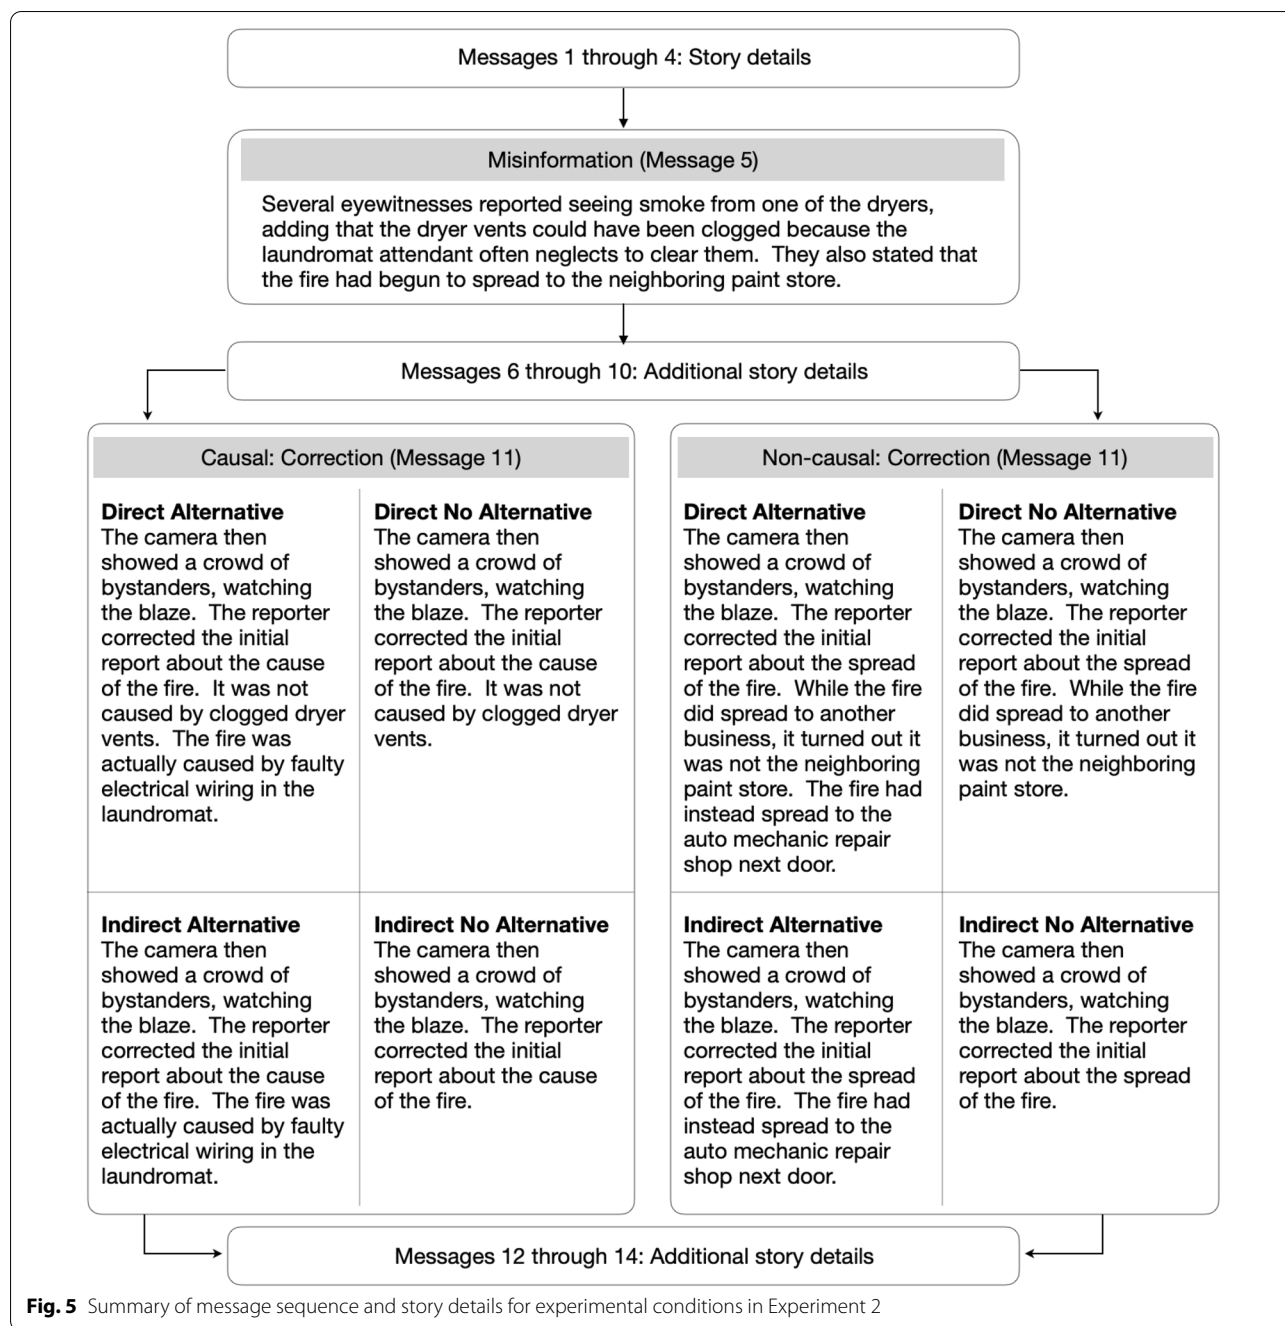 Messages 1 through 4: Story details
Misinformation (Message 5)
Several eyewitnesses reported seeing smoke from one of the dryers,
adding that the dryer vents could have been clogged because the
laundromat attendant often neglects to clear them.  They also stated that
the fire had begun to spread to the neighboring paint store.
Messages 6 through 10: Additional story details
Causal: Correction (Message 11)
Direct Alternative
The camera then
showed a crowd of
bystanders, watching
the blaze.  The reporter
corrected the initial
report about the cause
of the fire.  It was not
caused by clogged dryer
vents.  The fire was
actually caused by faulty
electrical wiring in the
laundromat.
Direct No Alternative
The camera then
showed a crowd of
bystanders, watching
the blaze.  The reporter
corrected the initial
report about the cause
of the fire.  It was not
caused by clogged dryer
vents.
Indirect Alternative
The camera then
showed a crowd of
bystanders, watching
the blaze.  The reporter
corrected the initial
report about the cause
of the fire.  The fire was
actually caused by faulty
electrical wiring in the
laundromat.
Indirect No Alternative
The camera then
showed a crowd of
bystanders, watching
the blaze.  The reporter
corrected the initial
report about the cause
of the fire.
Non-causal: Correction (Message 11)
Direct Alternative
The camera then
showed a crowd of
bystanders, watching
the blaze.  The reporter
corrected the initial
report about the spread
of the fire.  While the fire
did spread to another
business, it turned out it
was not the neighboring
paint store.  The fire had
instead spread to the
auto mechanic repair
shop next door.
Direct No Alternative
The camera then
showed a crowd of
bystanders, watching
the blaze.  The reporter
corrected the initial
report about the spread
of the fire.  While the fire
did spread to another
business, it turned out it
was not the neighboring
paint store.
Indirect Alternative
The camera then
showed a crowd of
bystanders, watching
the blaze.  The reporter
corrected the initial
report about the spread
of the fire.  The fire had
instead spread to the
auto mechanic repair
shop next door.
Indirect No Alternative
The camera then
showed a crowd of
bystanders, watching
the blaze.  The reporter
corrected the initial
report about the spread
of the fire.
Messages 12 through 14: Additional story details
Fig. 5 Summary of message sequence and story details for experimental conditions in Experiment 2